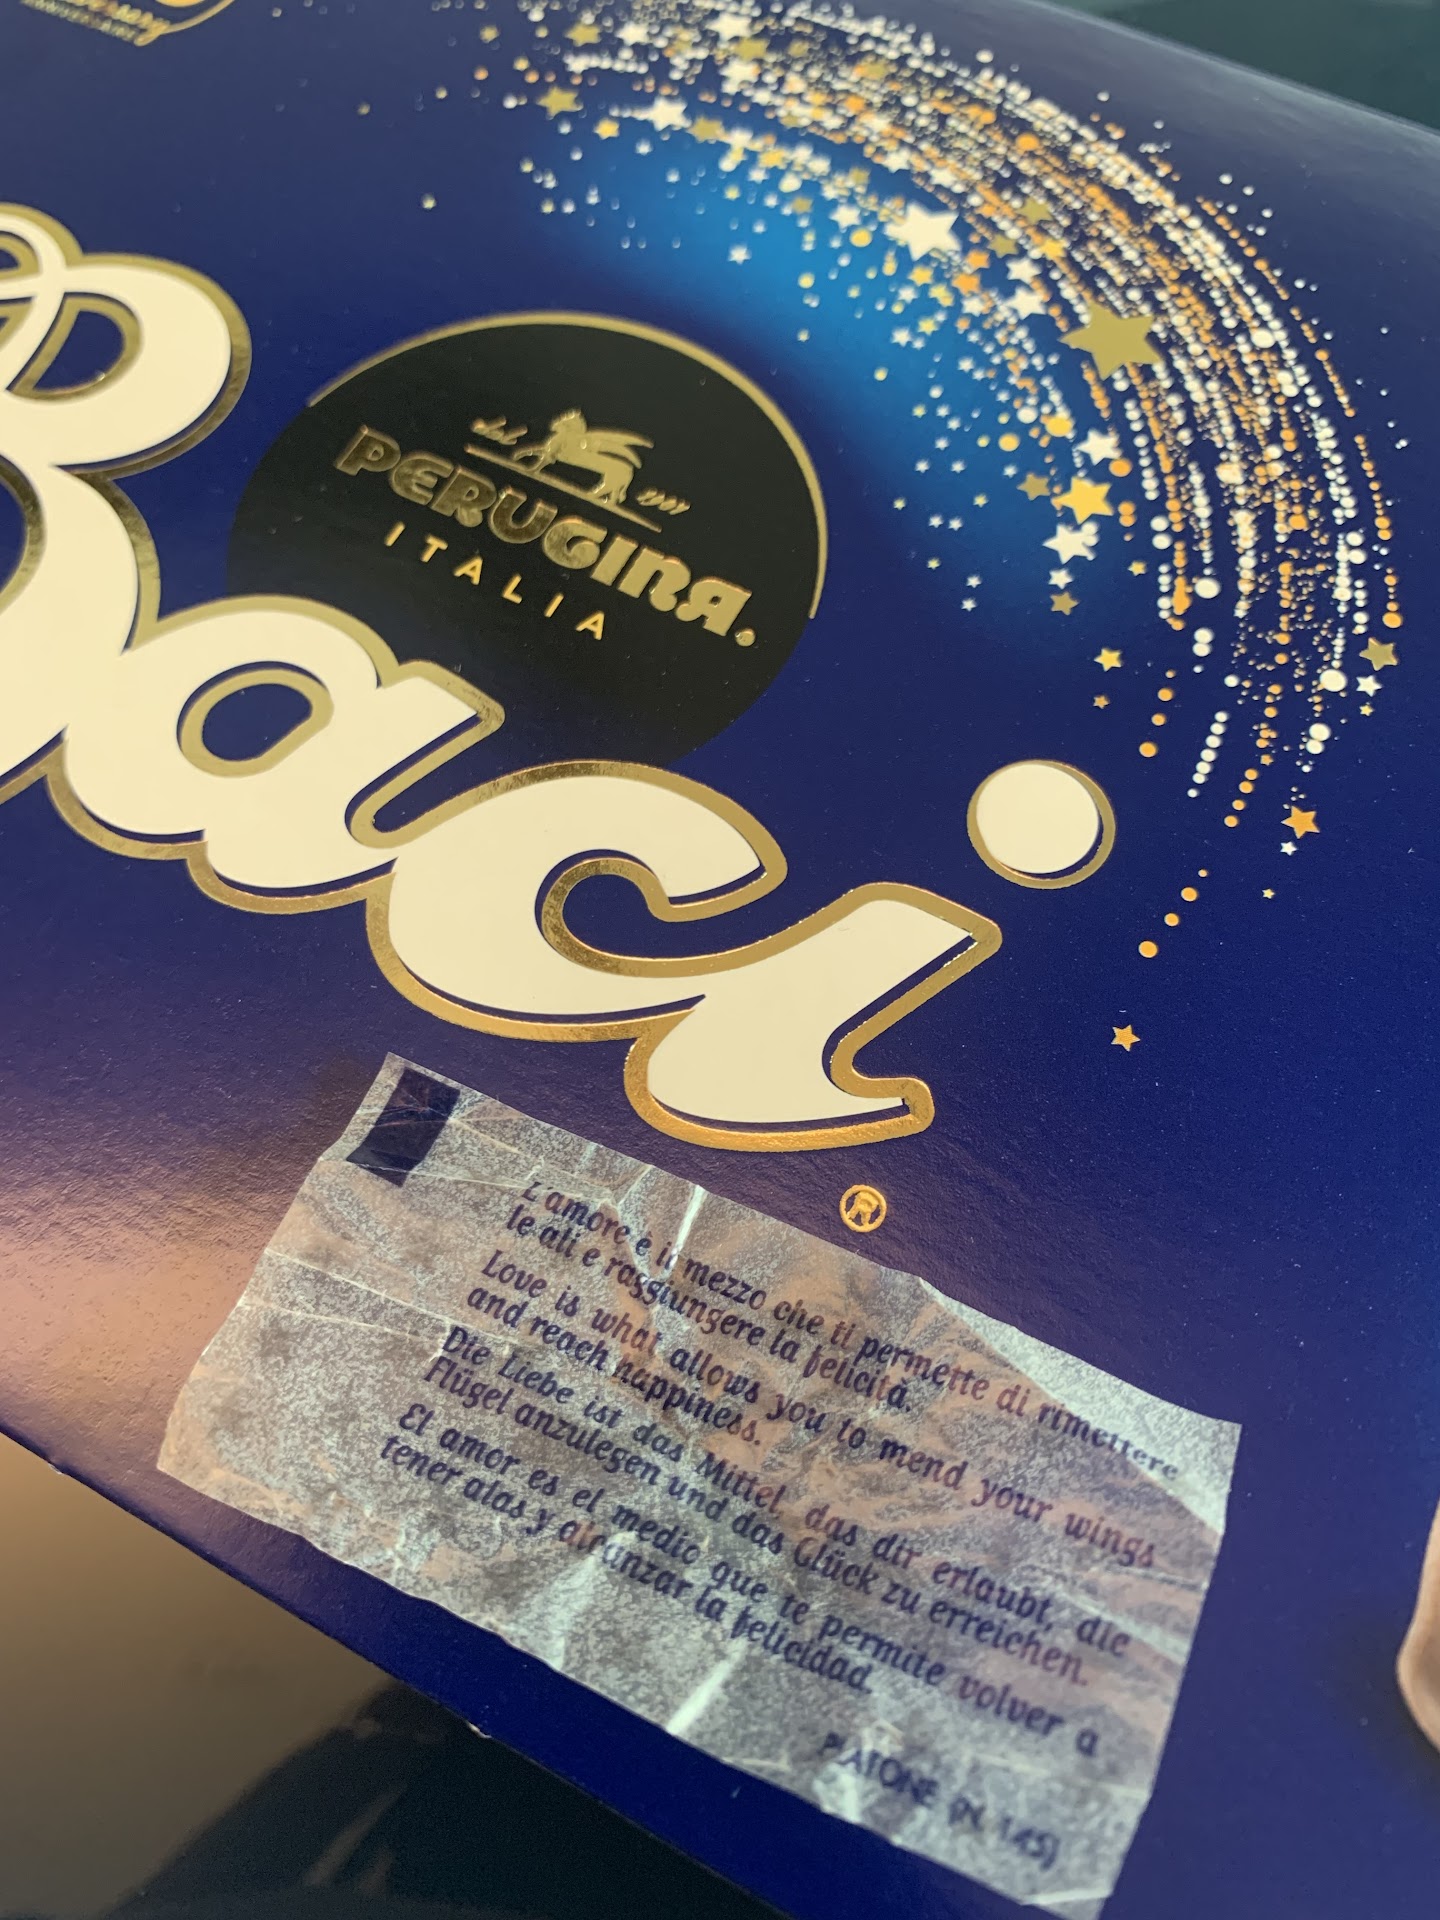 Baci
dal 1907
PERUGINA.
ITALIA
®
L'amore è il mezzo che ti permette di rimettere
le ali e raggiungere la felicità.
Love is what allows you to mend your wings
and reach happiness.
Die Liebe ist das Mittel, das dir erlaubt, die
Flügel anzulegen und das Glück zu erreichen.
El amor es el medio que te permite volver a
tener alas y alcanzar la felicidad.
PLATONE (N. 145)